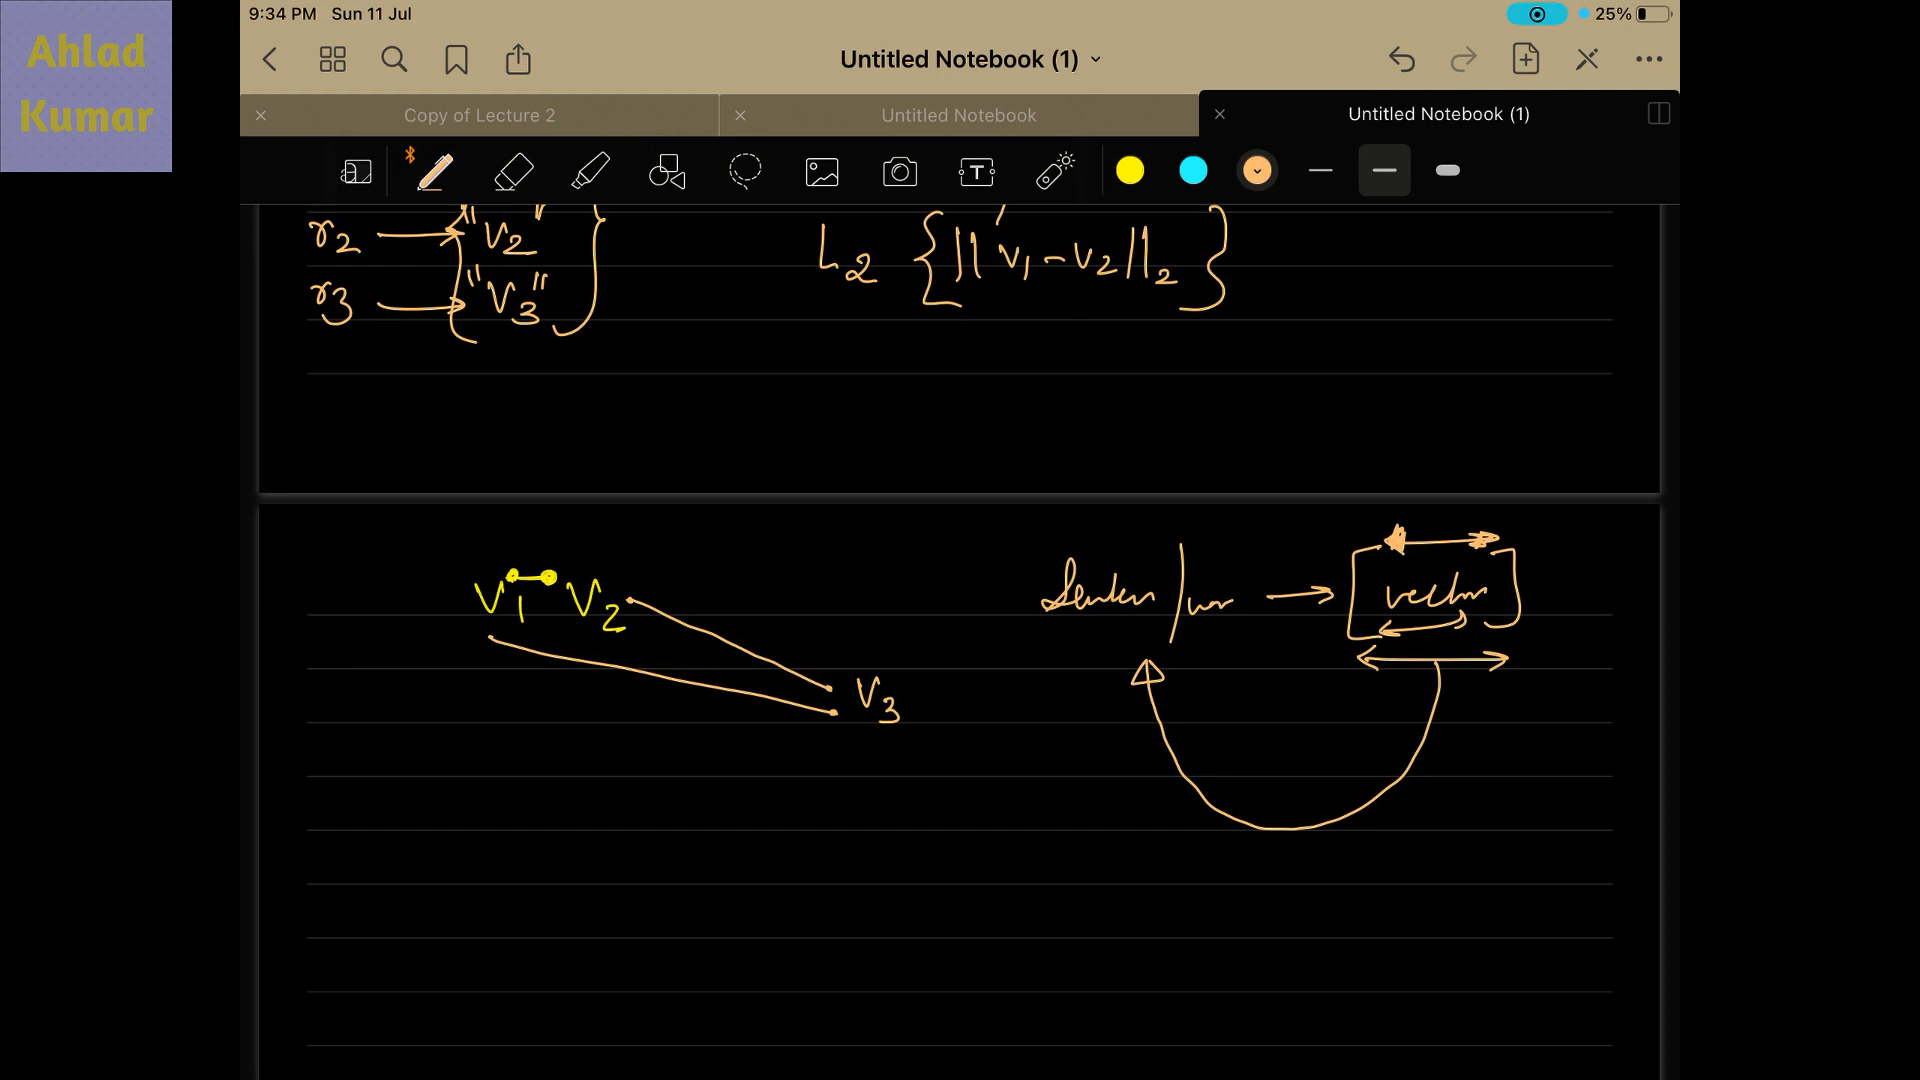 Ahlad
Kumar
9:34 PM Sun 11 Jul
25%
Untitled Notebook (1)
Copy of Lecture 2
Untitled Notebook
Untitled Notebook (1)
T
r2 → "V2"
L2 {||V1 - V2||2}
r3 → "V3"
V1 V2
→ [vector]
V3